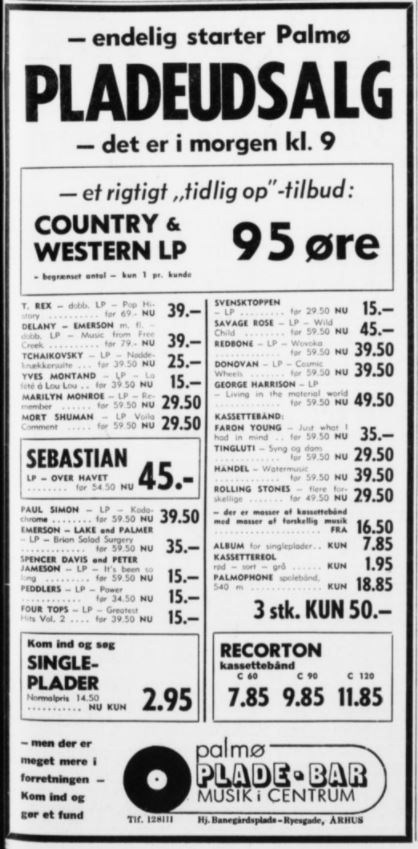 — endelig starter Palmø
PLADEUDSALG
— det er i morgen kl. 9
— et rigtigt „tidlig op"-tilbud:
COUNTRY &
WESTERN LP
95 øre
- begrænset antal - kun 1 pr. kunde
T. REX - dobb. LP - Pop Hi-
story ........ før 69.- NU 39.-
DELANY - EMERSON m. fl. -
dobb. LP - Music from Free
Creek ........ før 79.- NU 39.-
TCHAIKOVSKY - LP - Nødde-
knækkersuite ... før 39.50 NU 25.-
YVES MONTAND - LP - La
fété á Lou Lou .. før 39.50 NU 15.-
MARILYN MONROE - LP - Re-
member ...... før 59.50 NU 29.50
MORT SHUMAN - LP Voila
Comment ..... før 59.50 NU 29.50
SEBASTIAN
LP - OVER HAVET
........ før 54.50 NU 45.-
PAUL SIMON - LP - Koda-
chrome ....... før 59.50 NU 39.50
EMERSON - LAKE and PALMER
- LP - Brian Salad Surgery
............ før 59.50 NU 35.-
SPENCER DAVIS and PETER
JAMESON - LP - It's been so
long ......... før 59.50 NU 15.-
PEDDLERS - LP - Power
............ før 34.50 NU 15.-
FOUR TOPS - LP - Greatest
Hits Vol. 2 .... før 39.50 NU 15.-
Kom ind og søg
SINGLE-
PLADER
Normalpris 14.50
........... NU KUN 2.95
SVENSKTOPPEN
- LP ........ før 29.50 NU 15.-
SAVAGE ROSE - LP - Wild
Child ........ før 59.50 NU 45.-
REDBONE - LP - Wovoka
............ før 59.50 NU 39.50
DONOVAN - LP - Cosmic
Wheels ....... før 59.50 NU 39.50
GEORGE HARRISON - LP
- Living in the material world
............ før 59.50 NU 49.50
KASSETTEBÅND:
FARON YOUNG - Just what I
had in mind .. før 59.50 NU 35.-
TINGLUTI - Syng og dans
............ før 59.50 NU 29.50
HANDEL - Watermusic
............ før 59.50 NU 39.50
ROLLING STONES - flere for-
skellige ...... før 49.50 NU 29.50
- der er masser af kassettebånd
med masser af forskellig musik
FRA 16.50
ALBUM for singleplader.. KUN 7.85
KASSETTEREOL
rød - sort - grå ..... KUN 1.95
PALMOPHONE spolebånd,
540 m ............ KUN 18.85
3 stk. KUN 50.—
RECORTON
kassettebånd
C 60 C 90 C 120
7.85 9.85 11.85
— men der er
meget mere i
forretningen —
Kom ind og
gør et fund
palmø
PLADE-BAR
MUSIK i CENTRUM
Tlf. 128111 Hj. Banegårdsplads - Ryesgade, ÅRHUS